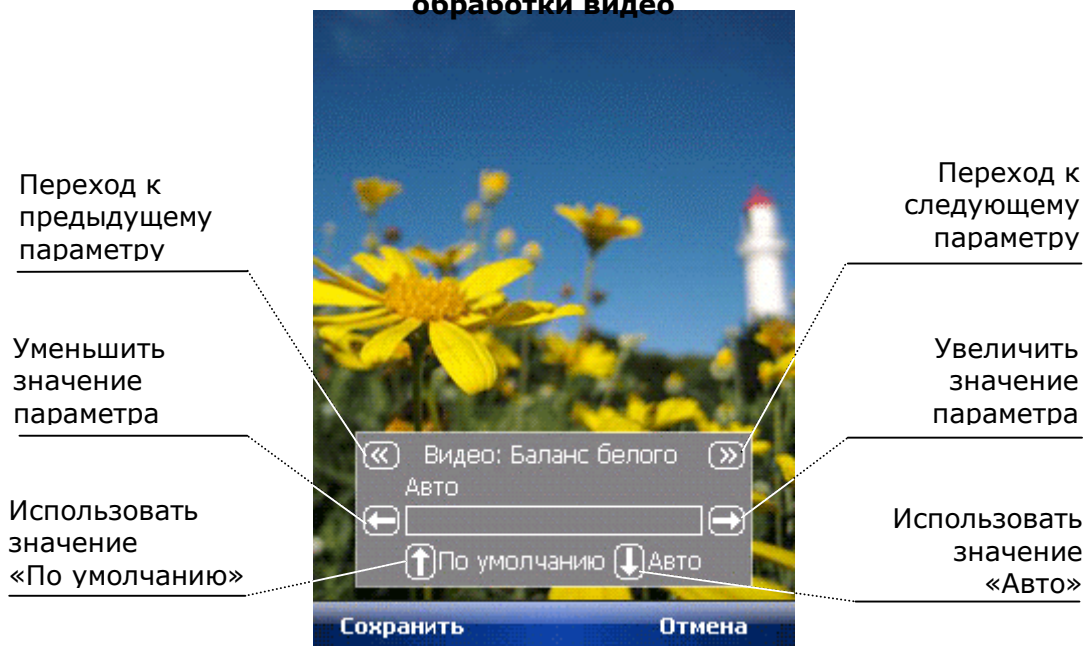 обработки видео
Переход к
предыдущему
параметру
Переход к
следующему
параметру
Уменьшить
значение
параметра
Увеличить
значение
параметра
Видео: Баланс белого
Авто
По умолчанию Авто
Использовать
значение
«По умолчанию»
Использовать
значение
«Авто»
Сохранить Отмена